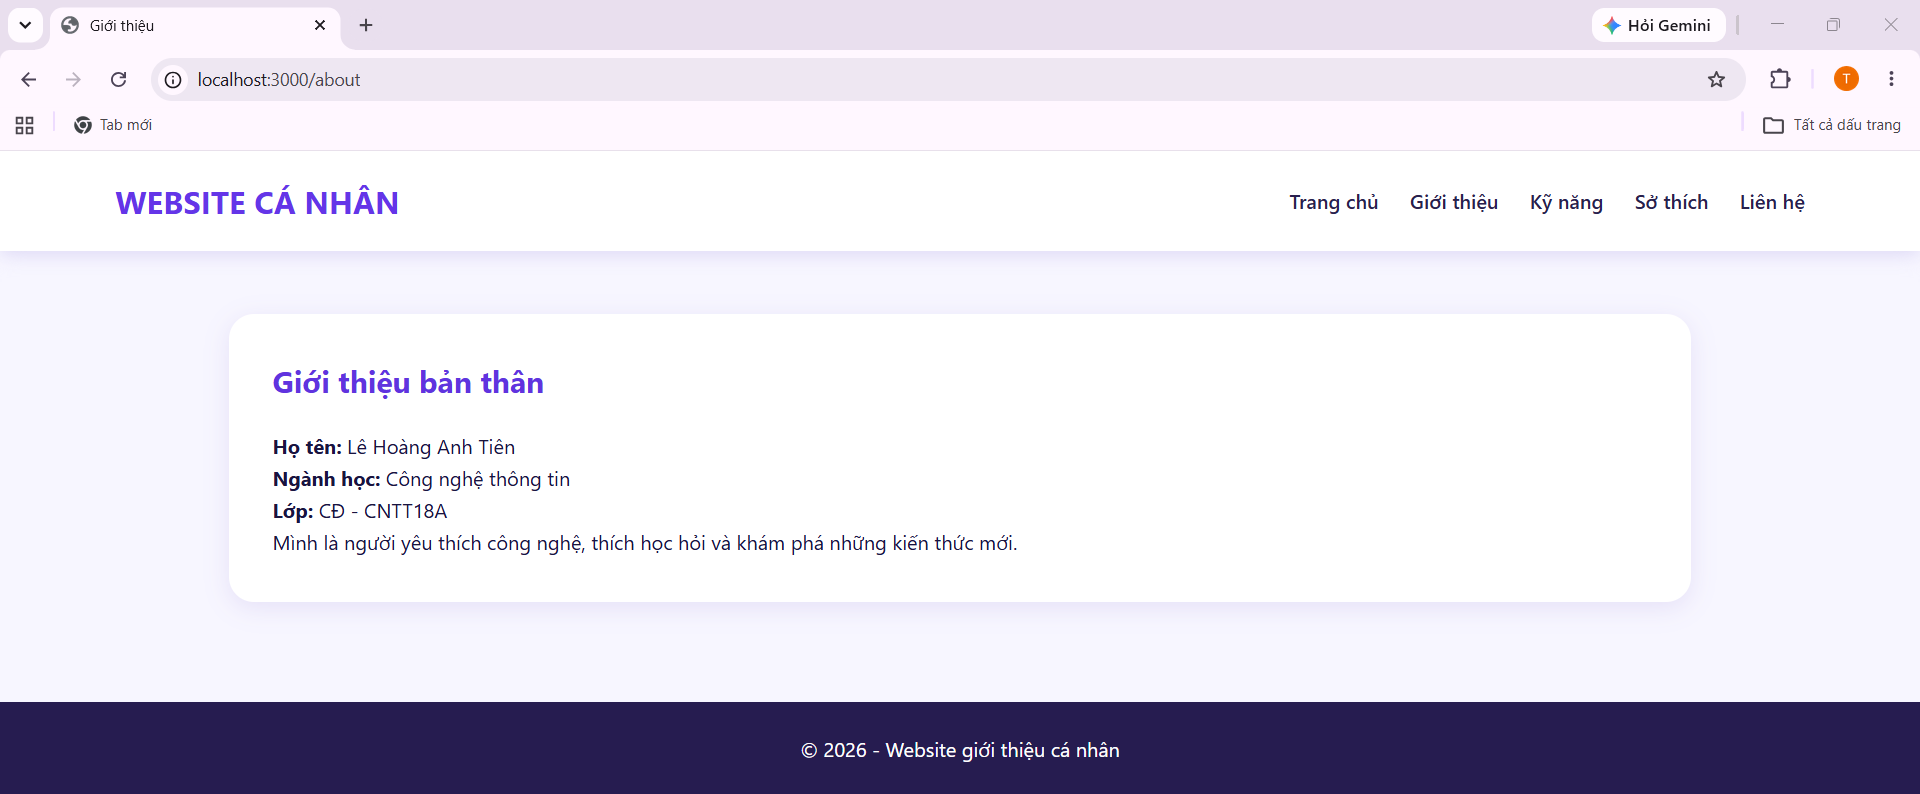 Giới thiệu
Hỏi Gemini
localhost:3000/about
T
Tab mới
Tất cả dấu trang
WEBSITE CÁ NHÂN
Trang chủ
Giới thiệu
Kỹ năng
Sở thích
Liên hệ
Giới thiệu bản thân
Họ tên: Lê Hoàng Anh Tiên
Ngành học: Công nghệ thông tin
Lớp: CĐ - CNTT18A
Mình là người yêu thích công nghệ, thích học hỏi và khám phá những kiến thức mới.
© 2026 - Website giới thiệu cá nhân